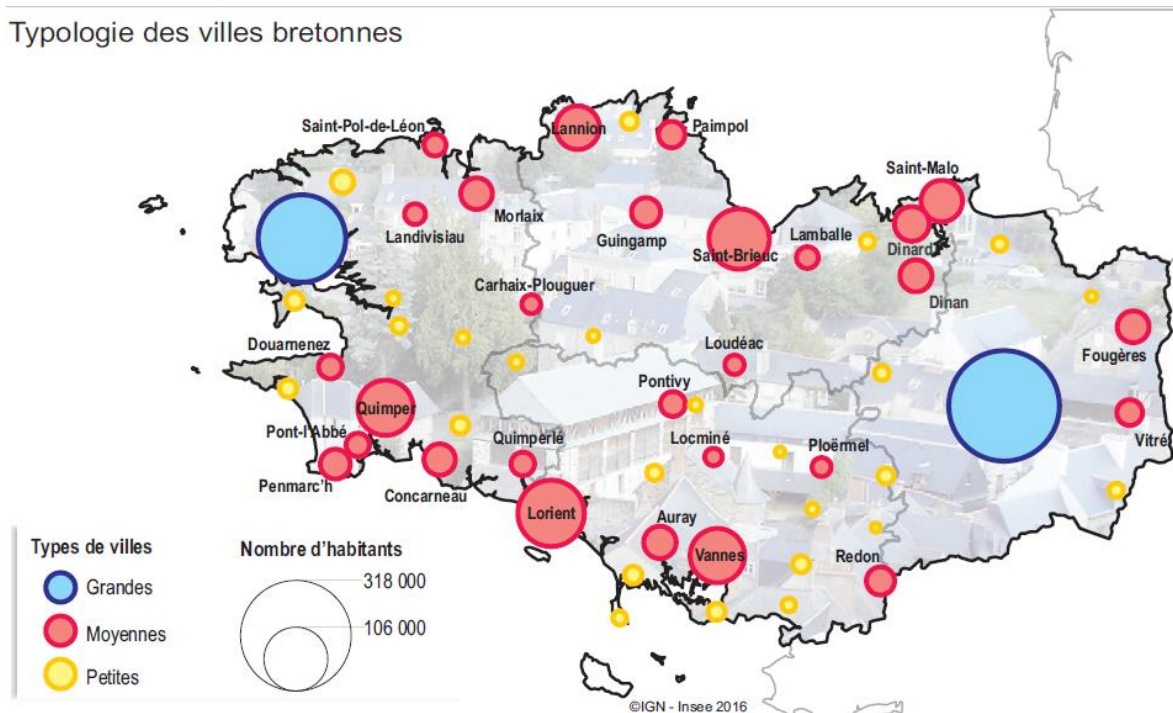 Typologie des villes bretonnes
Saint-Pol-de-Léon
Lannion
Paimpol
Saint-Malo
Morlaix
Landivisiau
Guingamp
Saint-Brieuc
Lamballe
Dinard
Dinan
Carhaix-Plouguer
Fougères
Douarnenez
Loudéac
Quimper
Pontivy
Pont-l'Abbé
Quimperlé
Locminé
Ploërmel
Vitré
Penmarc'h
Concarneau
Lorient
Auray
Vannes
Redon
Types de villes
Grandes
Moyennes
Petites
Nombre d'habitants
318 000
106 000
©IGN - Insee 2016